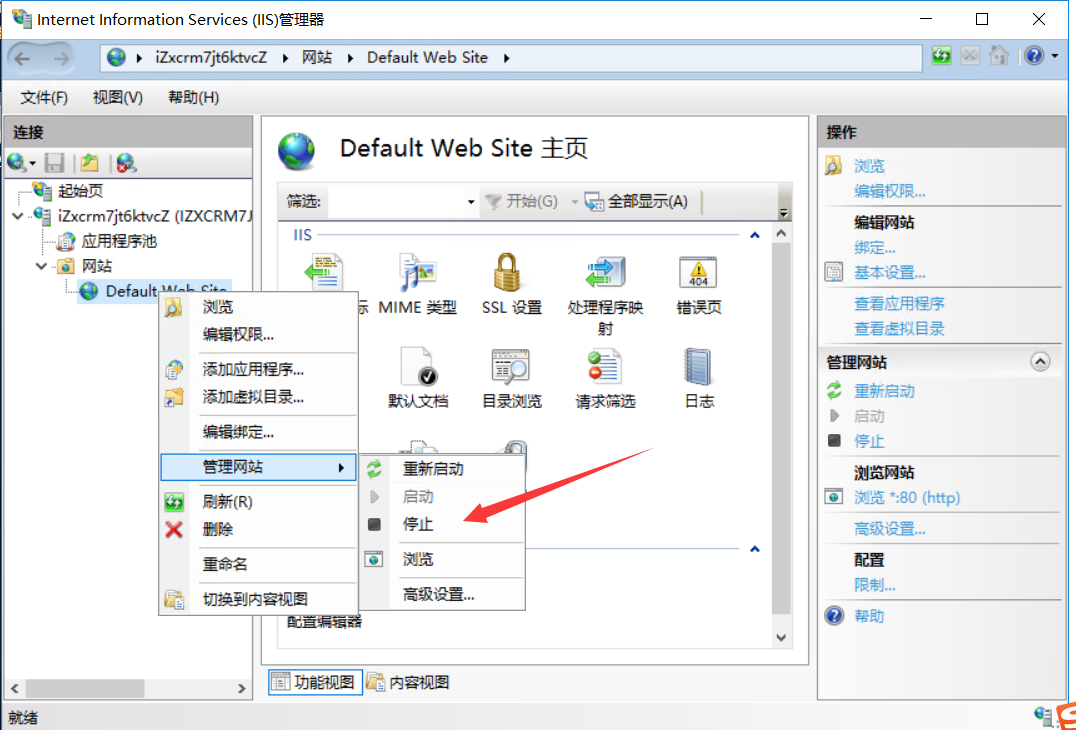 Internet Information Services (IIS)管理器
iZxcrm7jt6ktvcZ
网站
Default Web Site
文件(F) 视图(V) 帮助(H)
连接
起始页
iZxcrm7jt6ktvcZ (IZXCRM7J
应用程序池
网站
Default Web Site
浏览
编辑权限...
添加应用程序...
添加虚拟目录...
编辑绑定...
管理网站
刷新(R)
删除
重命名
切换到内容视图
重新启动
启动
停止
浏览
高级设置...
Default Web Site 主页
筛选: 开始(G) 全部显示(A)
IIS
标 MIME 类型 SSL 设置 处理程序映射 错误页
404
默认文档 目录浏览 请求筛选 日志
配置编辑器
功能视图 内容视图
操作
浏览
编辑权限...
编辑网站
绑定...
基本设置...
查看应用程序
查看虚拟目录
管理网站
重新启动
启动
停止
浏览网站
浏览 *:80 (http)
高级设置...
配置
限制...
帮助
就绪